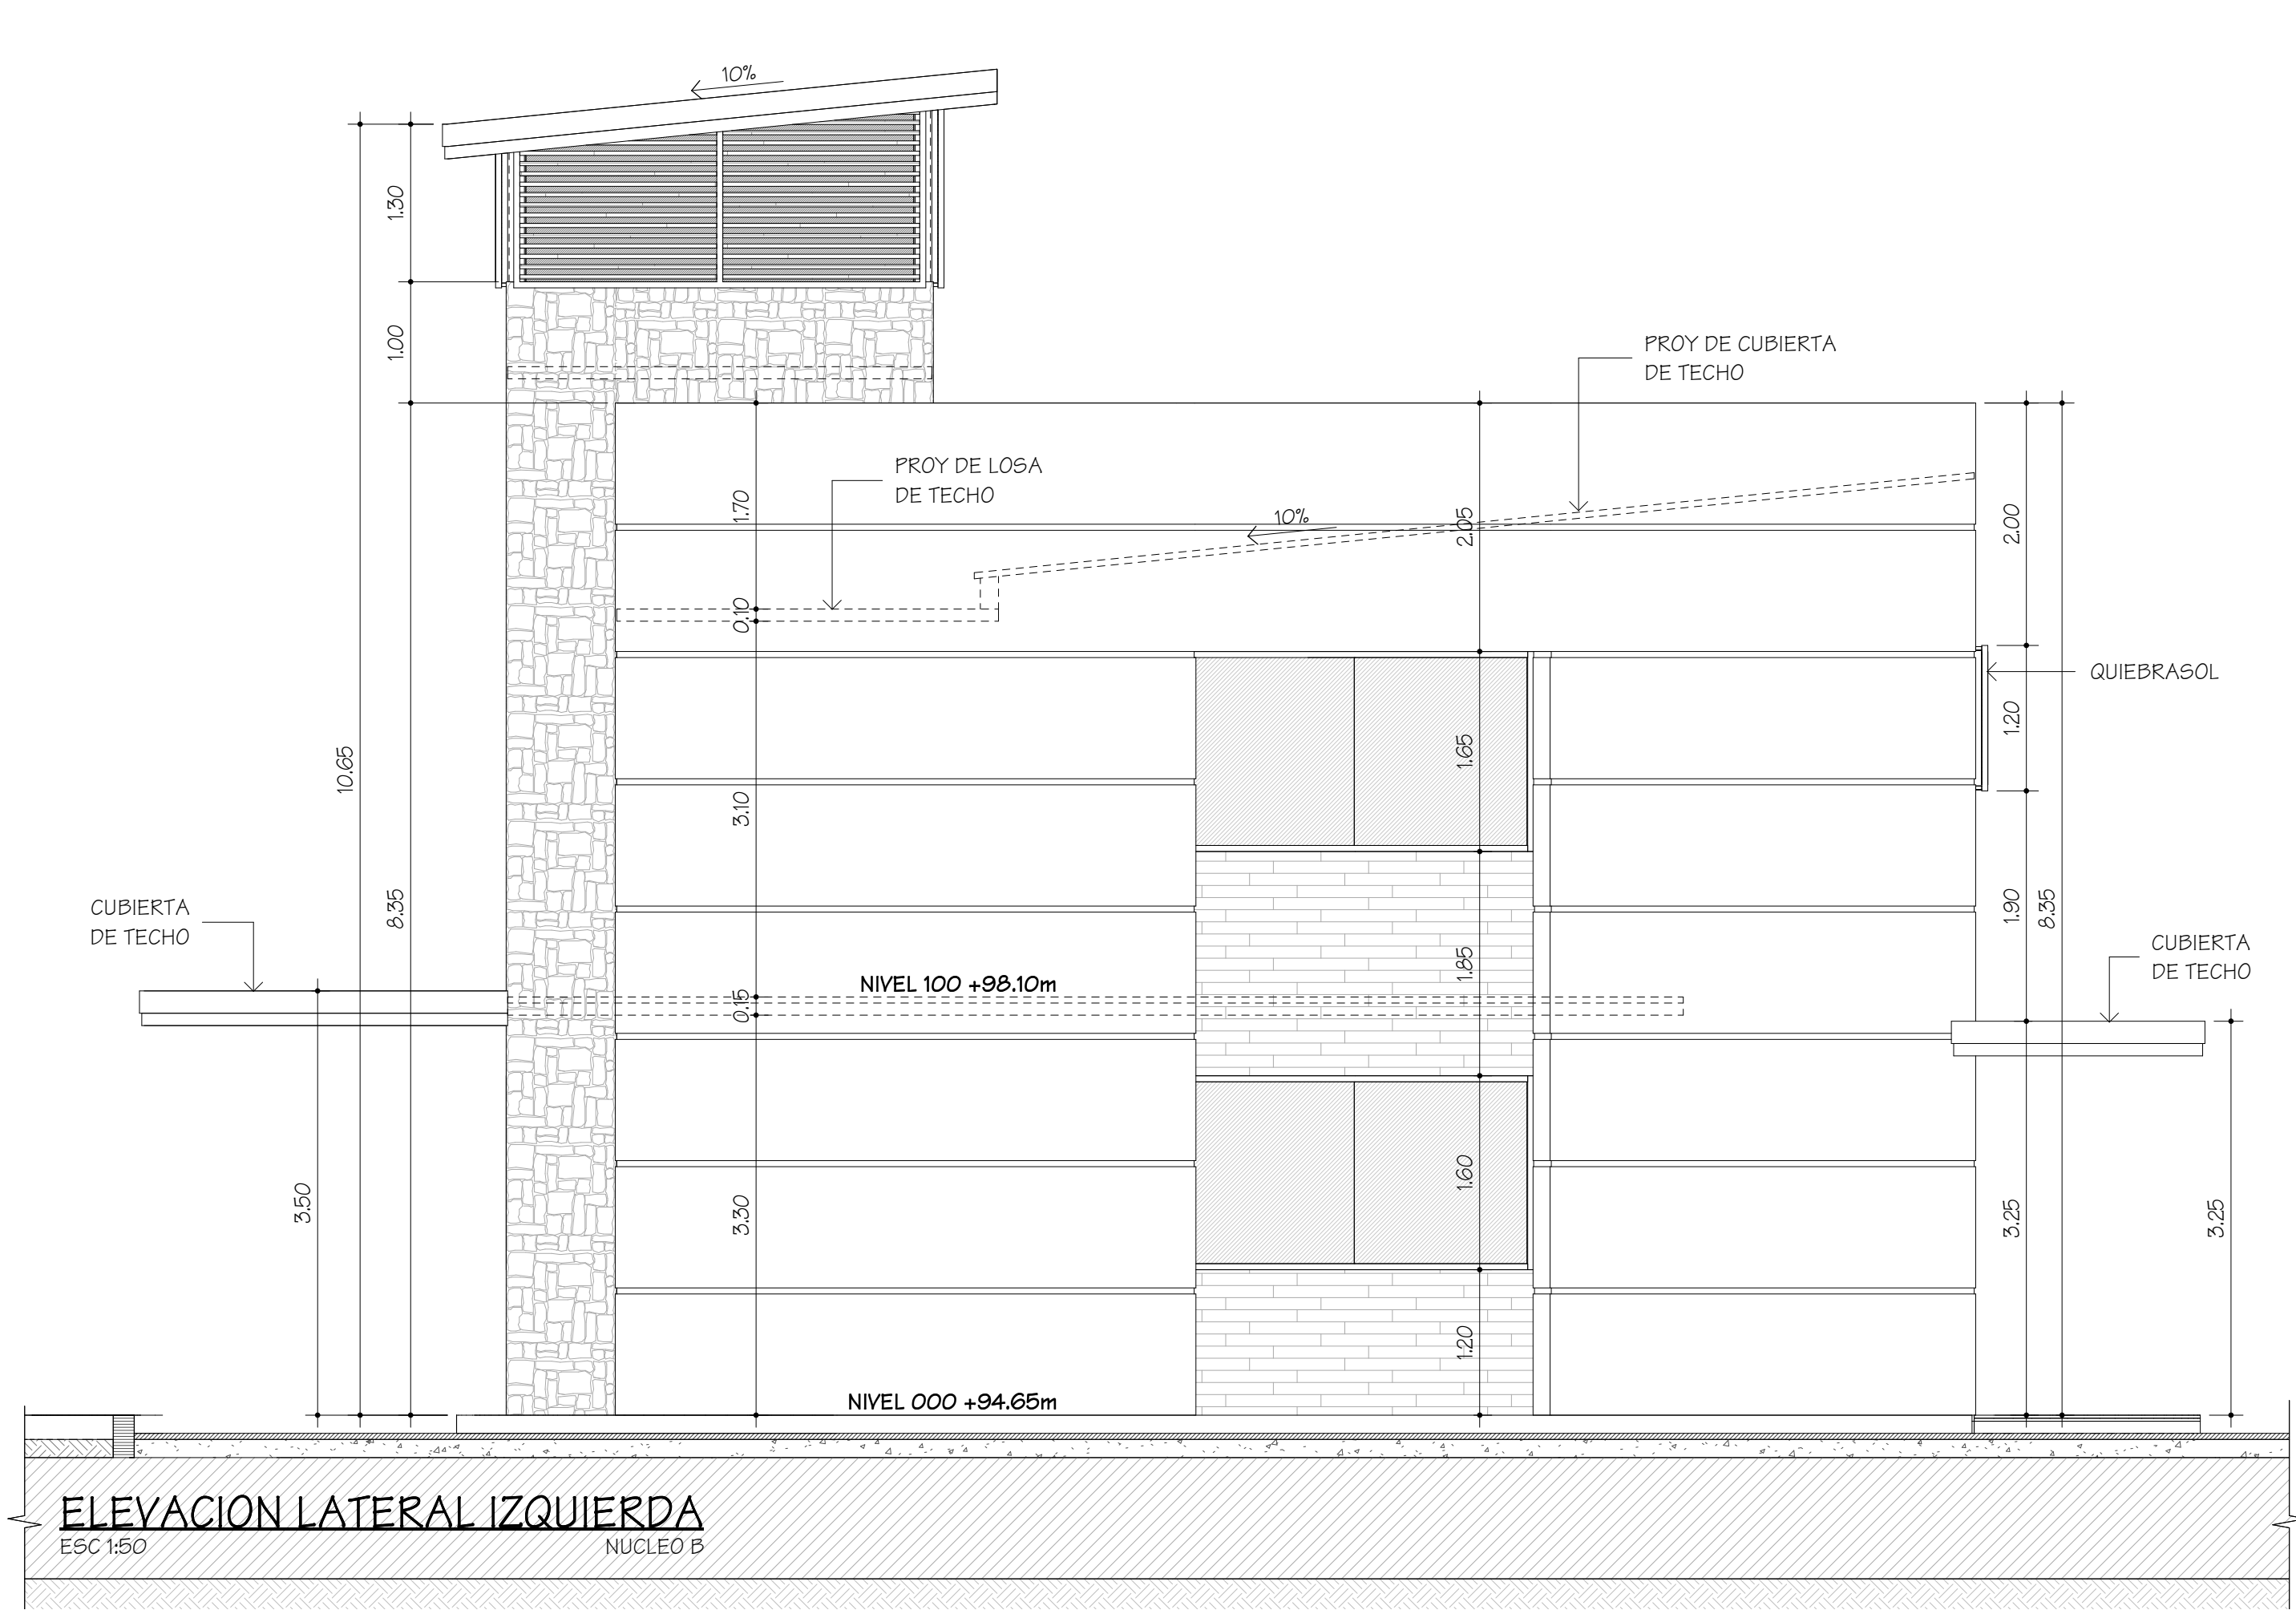 10%
1.30
1.00
PROY DE CUBIERTA
DE TECHO
PROY DE LOSA
DE TECHO
1.70
10%
2.05
2.00
0.10
QUIEBRASOL
1.20
1.65
10.65
3.10
8.35
1.90
8.35
CUBIERTA
DE TECHO
CUBIERTA
DE TECHO
1.85
NIVEL 100 +98.10m
0.15
1.60
3.50
3.30
3.25
3.25
1.20
NIVEL 000 +94.65m
ELEVACION LATERAL IZQUIERDA
ESC 1:50 NUCLEO B